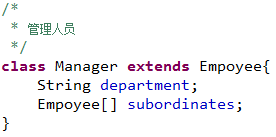 /*
 * 管理人员
 */
class Manager extends Empoyee{
    String department;
    Empoyee[] subordinates;
}